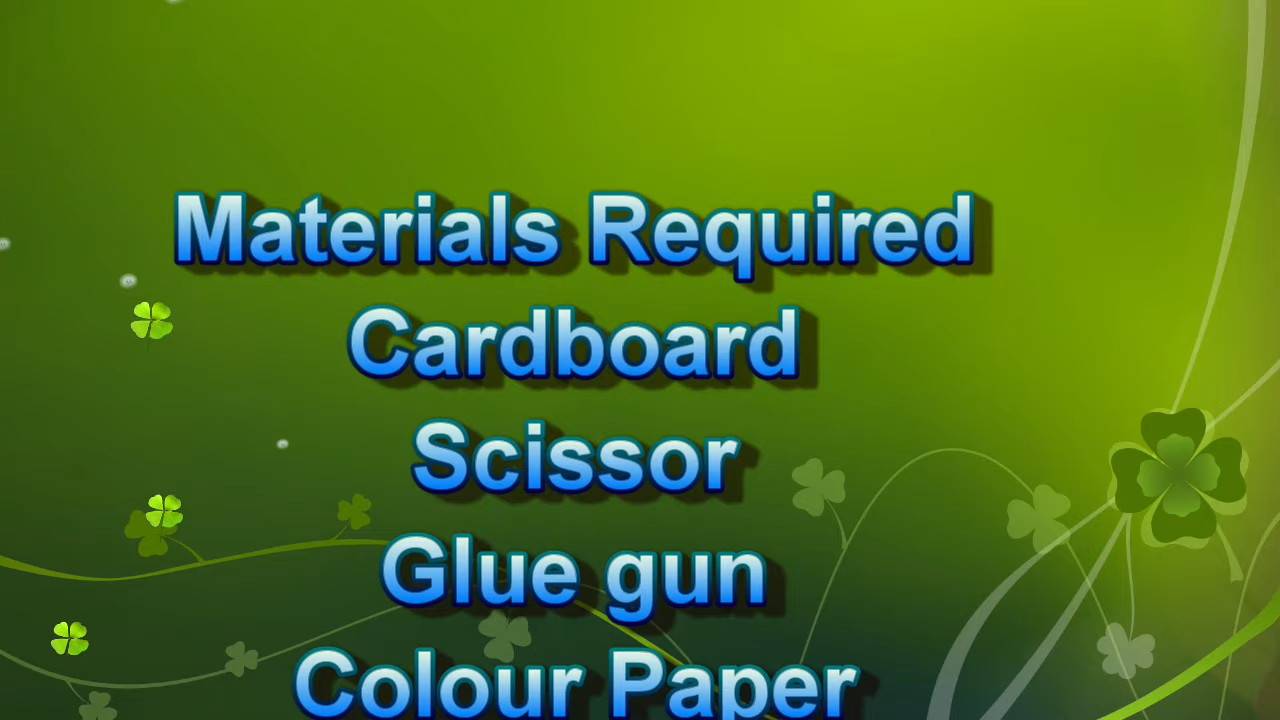 Materials Required
Cardboard
Scissor
Glue gun
Colour Paper